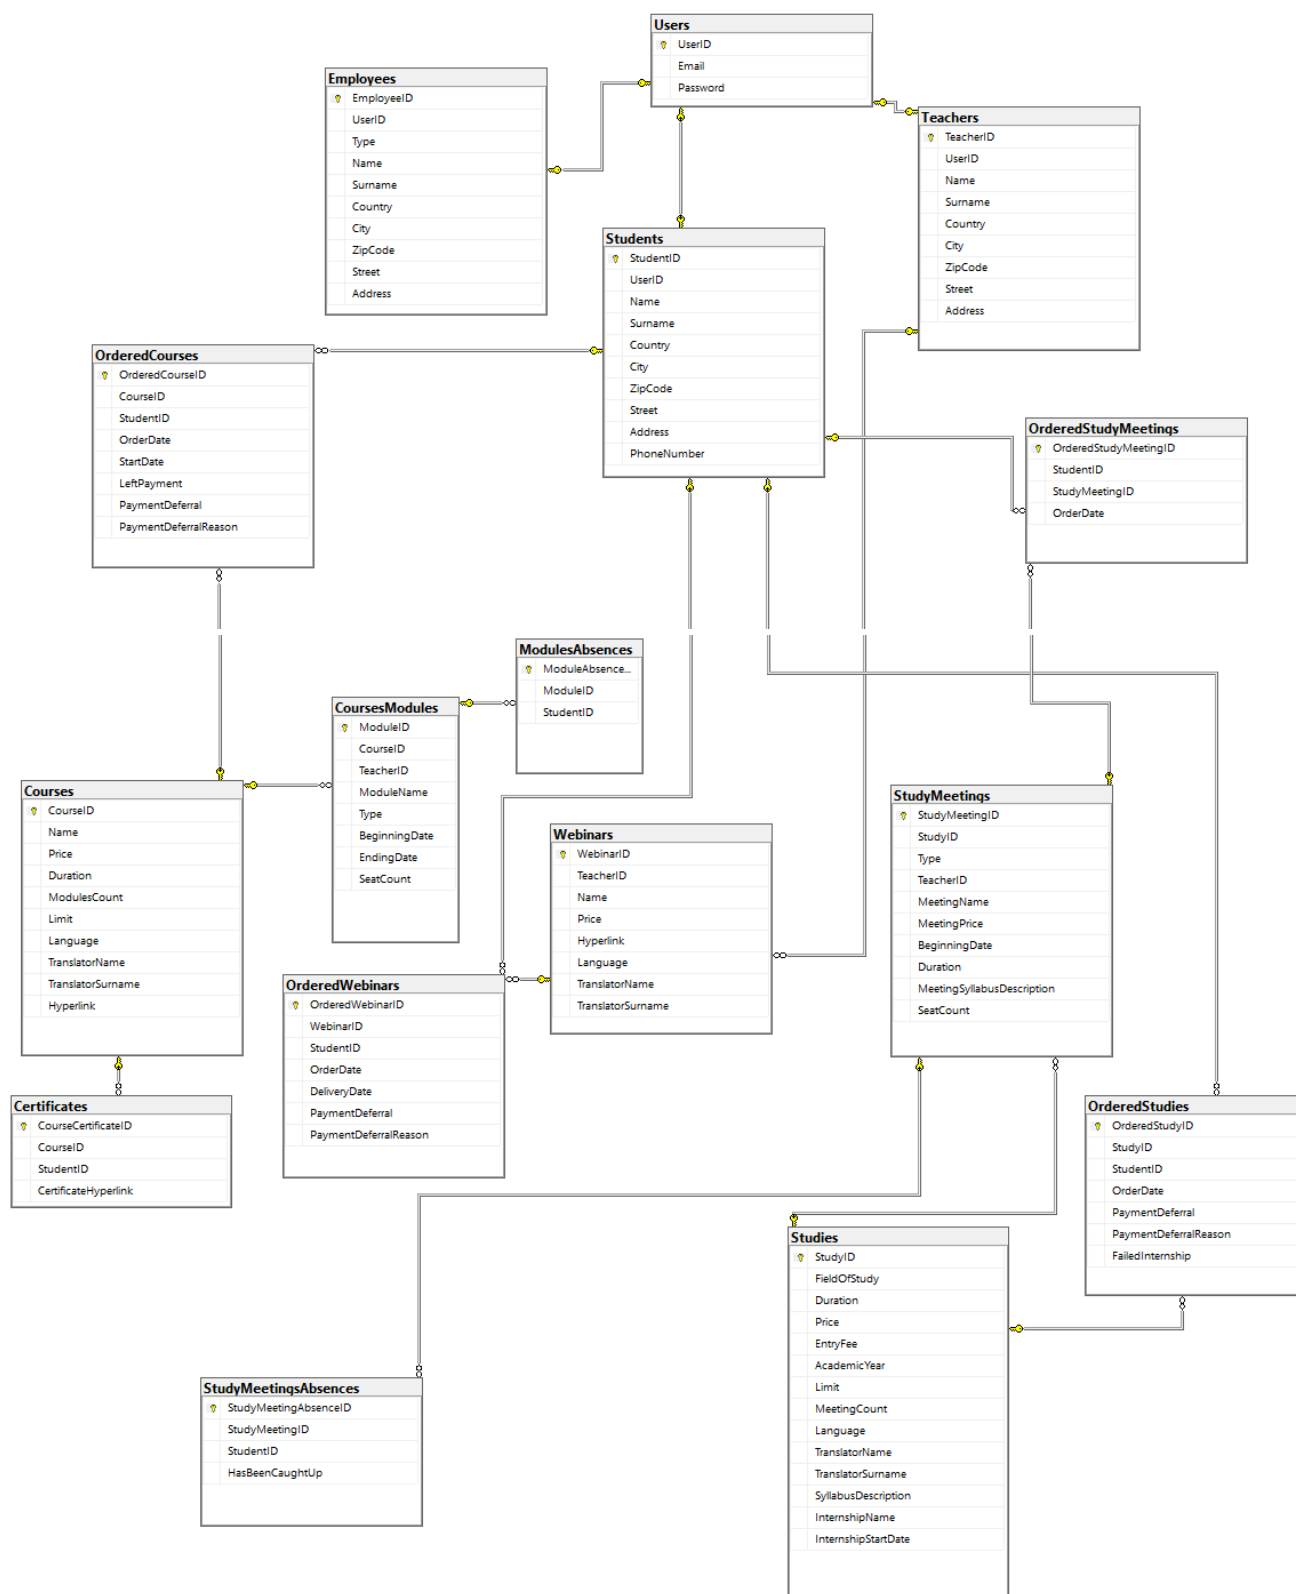 Users
UserID
Email
Password
Employees
EmployeeID
UserID
Type
Name
Surname
Country
City
ZipCode
Street
Address
Teachers
TeacherID
UserID
Name
Surname
Country
City
ZipCode
Street
Address
Students
StudentID
UserID
Name
Surname
Country
City
ZipCode
Street
Address
PhoneNumber
OrderedCourses
OrderedCourseID
CourseID
StudentID
OrderDate
StartDate
LeftPayment
PaymentDeferral
PaymentDeferralReason
OrderedStudyMeetings
OrderedStudyMeetingID
StudentID
StudyMeetingID
OrderDate
ModulesAbsences
ModuleAbsence...
ModuleID
StudentID
CoursesModules
ModuleID
CourseID
TeacherID
ModuleName
Type
BeginningDate
EndingDate
SeatCount
Courses
CourseID
Name
Price
Duration
ModulesCount
Limit
Language
TranslatorName
TranslatorSurname
Hyperlink
Webinars
WebinarID
TeacherID
Name
Price
Hyperlink
Language
TranslatorName
TranslatorSurname
StudyMeetings
StudyMeetingID
StudyID
Type
TeacherID
MeetingName
MeetingPrice
BeginningDate
Duration
MeetingSyllabusDescription
SeatCount
OrderedWebinars
OrderedWebinarID
WebinarID
StudentID
OrderDate
DeliveryDate
PaymentDeferral
PaymentDeferralReason
Certificates
CourseCertificateID
CourseID
StudentID
CertificateHyperlink
OrderedStudies
OrderedStudyID
StudyID
StudentID
OrderDate
PaymentDeferral
PaymentDeferralReason
FailedInternship
Studies
StudyID
FieldOfStudy
Duration
Price
EntryFee
AcademicYear
Limit
MeetingCount
Language
TranslatorName
TranslatorSurname
SyllabusDescription
InternshipName
InternshipStartDate
StudyMeetingsAbsences
StudyMeetingAbsenceID
StudyMeetingID
StudentID
HasBeenCaughtUp